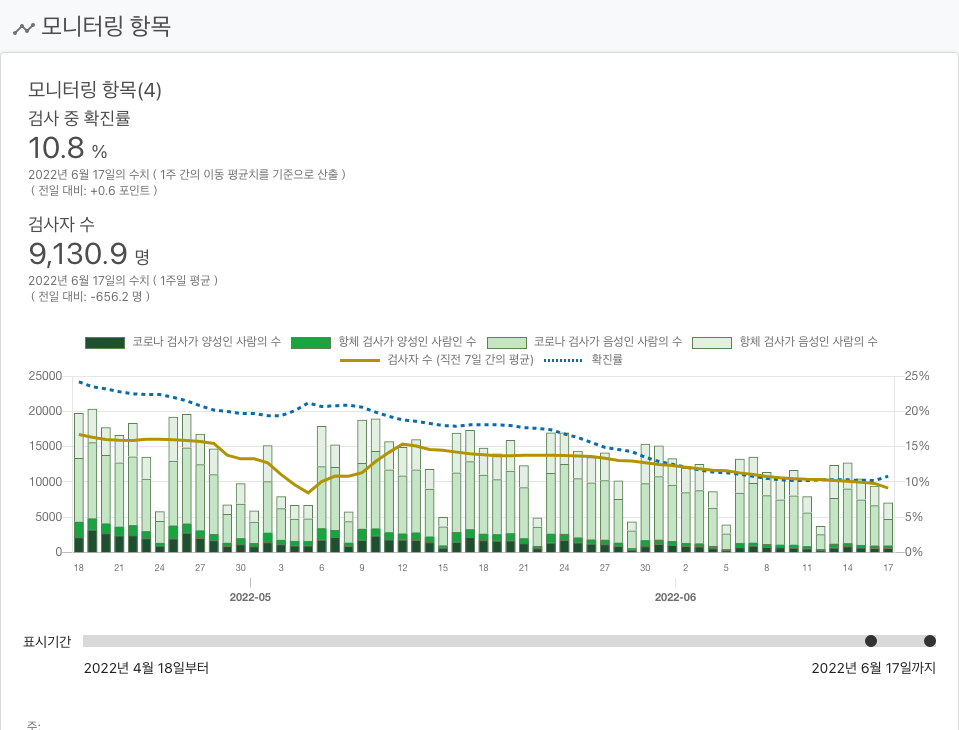 모니터링 항목
모니터링 항목(4)
검사 중 확진률
10.8 %
2022년 6월 17일의 수치 ( 1주 간의 이동 평균치를 기준으로 산출 )
( 전일 대비: +0.6 포인트 )
검사자 수
9,130.9 명
2022년 6월 17일의 수치 ( 1주일 평균 )
( 전일 대비: -656.2 명 )
코로나 검사가 양성인 사람의 수 항체 검사가 양성인 사람인 수 코로나 검사가 음성인 사람의 수 항체 검사가 음성인 사람의 수
검사자 수 (직전 7일 간의 평균) 확진률
25000 25%
20000 20%
15000 15%
10000 10%
5000 5%
0 0%
18 21 24 27 30 3 6 9 12 15 18 21 24 27 30 2 5 8 11 14 17
2022-05 2022-06
표시기간
2022년 4월 18일부터 2022년 6월 17일까지
주: